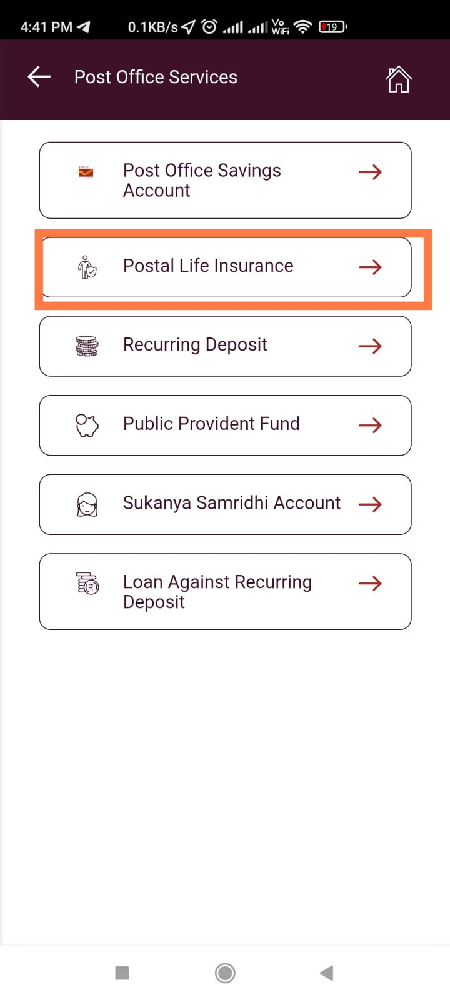 4:41 PM 0.1KB/s Vo WiFi 19
Post Office Services
Post Office Savings
Account
Postal Life Insurance
Recurring Deposit
Public Provident Fund
Sukanya Samridhi Account
Loan Against Recurring
Deposit